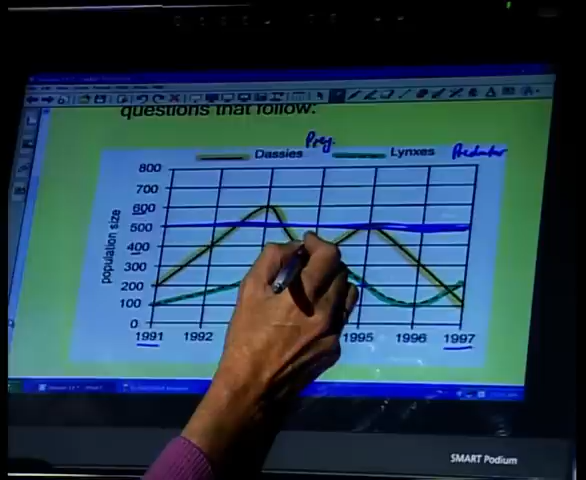 questions that follow:
Prey.
Dassies Lynxes Predator
800
700
600
500
400
300
200
100
0
population size
1991 1992 1995 1996 1997
SMART Podium